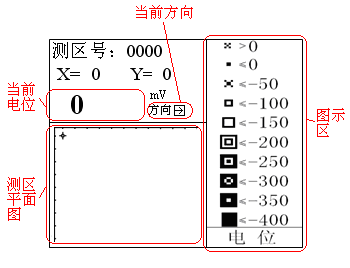 当前方向
测区号：0000
X= 0 Y= 0
当前
电位
0
mV
方向
测区
平面
图
>0
≤0
≤-50
≤-100
≤-150
≤-200
≤-250
≤-300
≤-350
≤-400
电 位
图示
区